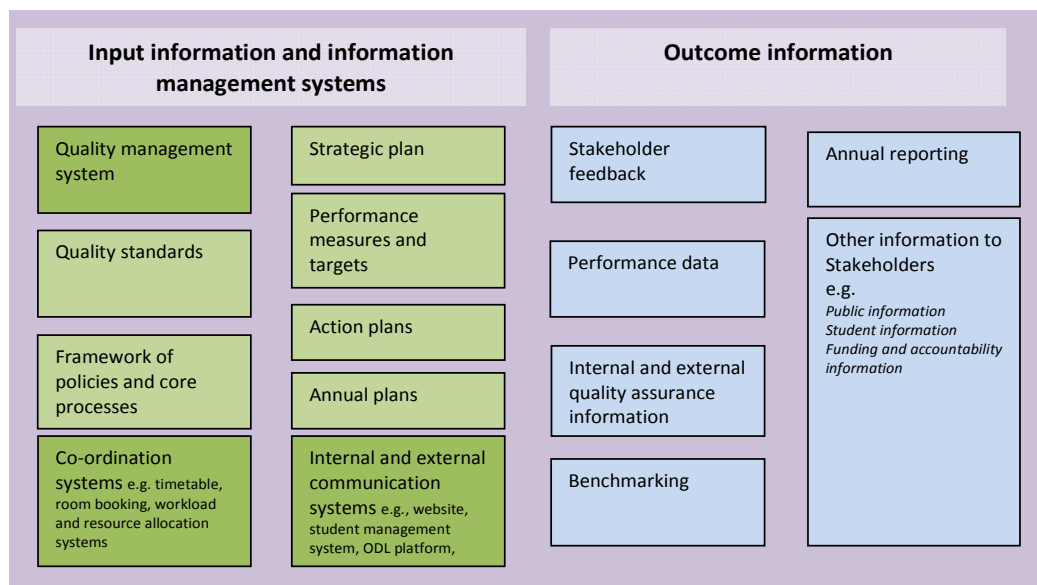 Input information and information
management systems
Outcome information
Quality management
system
Quality standards
Framework of
policies and core
processes
Co-ordination
systems e.g. timetable,
room booking, workload
and resource allocation
systems
Strategic plan
Performance
measures and
targets
Action plans
Annual plans
Internal and external
communication
systems e.g., website,
student management
system, ODL platform,
Stakeholder
feedback
Performance data
Internal and external
quality assurance
information
Benchmarking
Annual reporting
Other information to
Stakeholders
e.g.
Public information
Student information
Funding and accountability
information